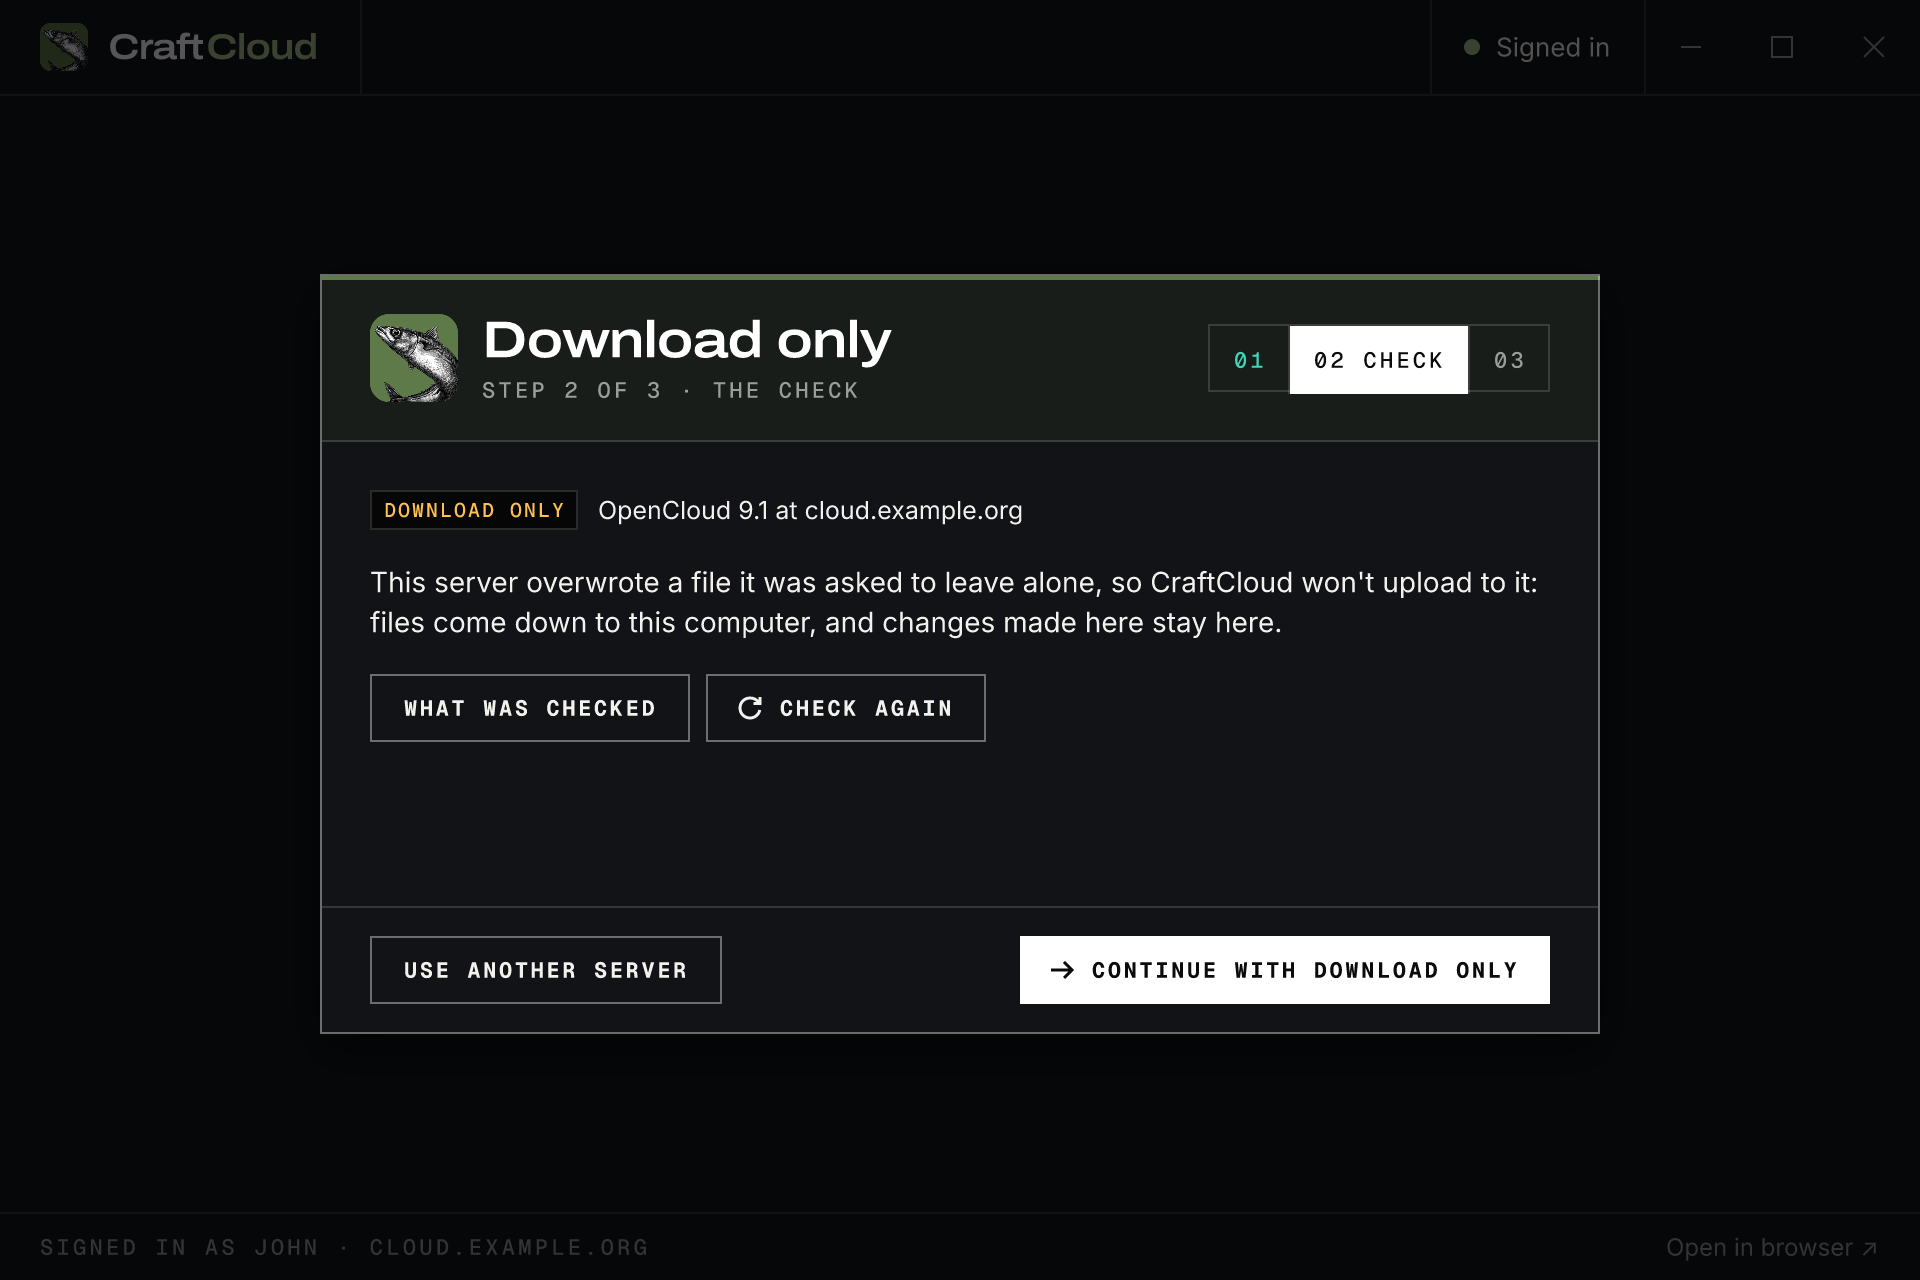 CraftCloud
Signed in
Download only
STEP 2 OF 3 · THE CHECK
01
02 CHECK
03
DOWNLOAD ONLY
OpenCloud 9.1 at cloud.example.org
This server overwrote a file it was asked to leave alone, so CraftCloud won't upload to it:
files come down to this computer, and changes made here stay here.
WHAT WAS CHECKED
CHECK AGAIN
USE ANOTHER SERVER
→ CONTINUE WITH DOWNLOAD ONLY
SIGNED IN AS JOHN · CLOUD.EXAMPLE.ORG
Open in browser ↗